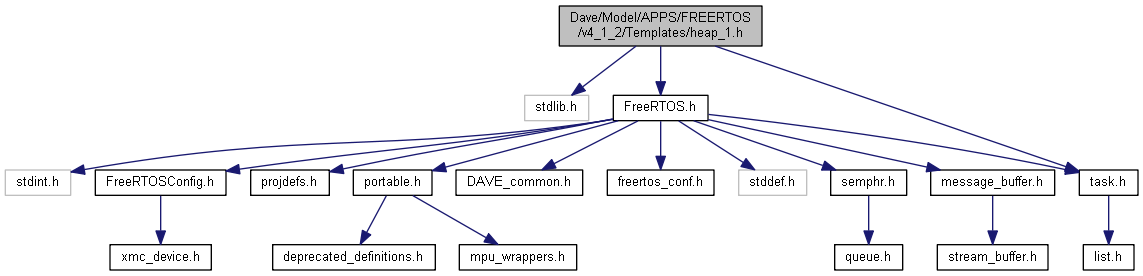 Dave/Model/APPS/FREERTOS
/v4_1_2/Templates/heap_1.h
stdlib.h
FreeRTOS.h
stdint.h
FreeRTOSConfig.h
projdefs.h
portable.h
DAVE_common.h
freertos_conf.h
stddef.h
semphr.h
message_buffer.h
task.h
xmc_device.h
deprecated_definitions.h
mpu_wrappers.h
queue.h
stream_buffer.h
list.h